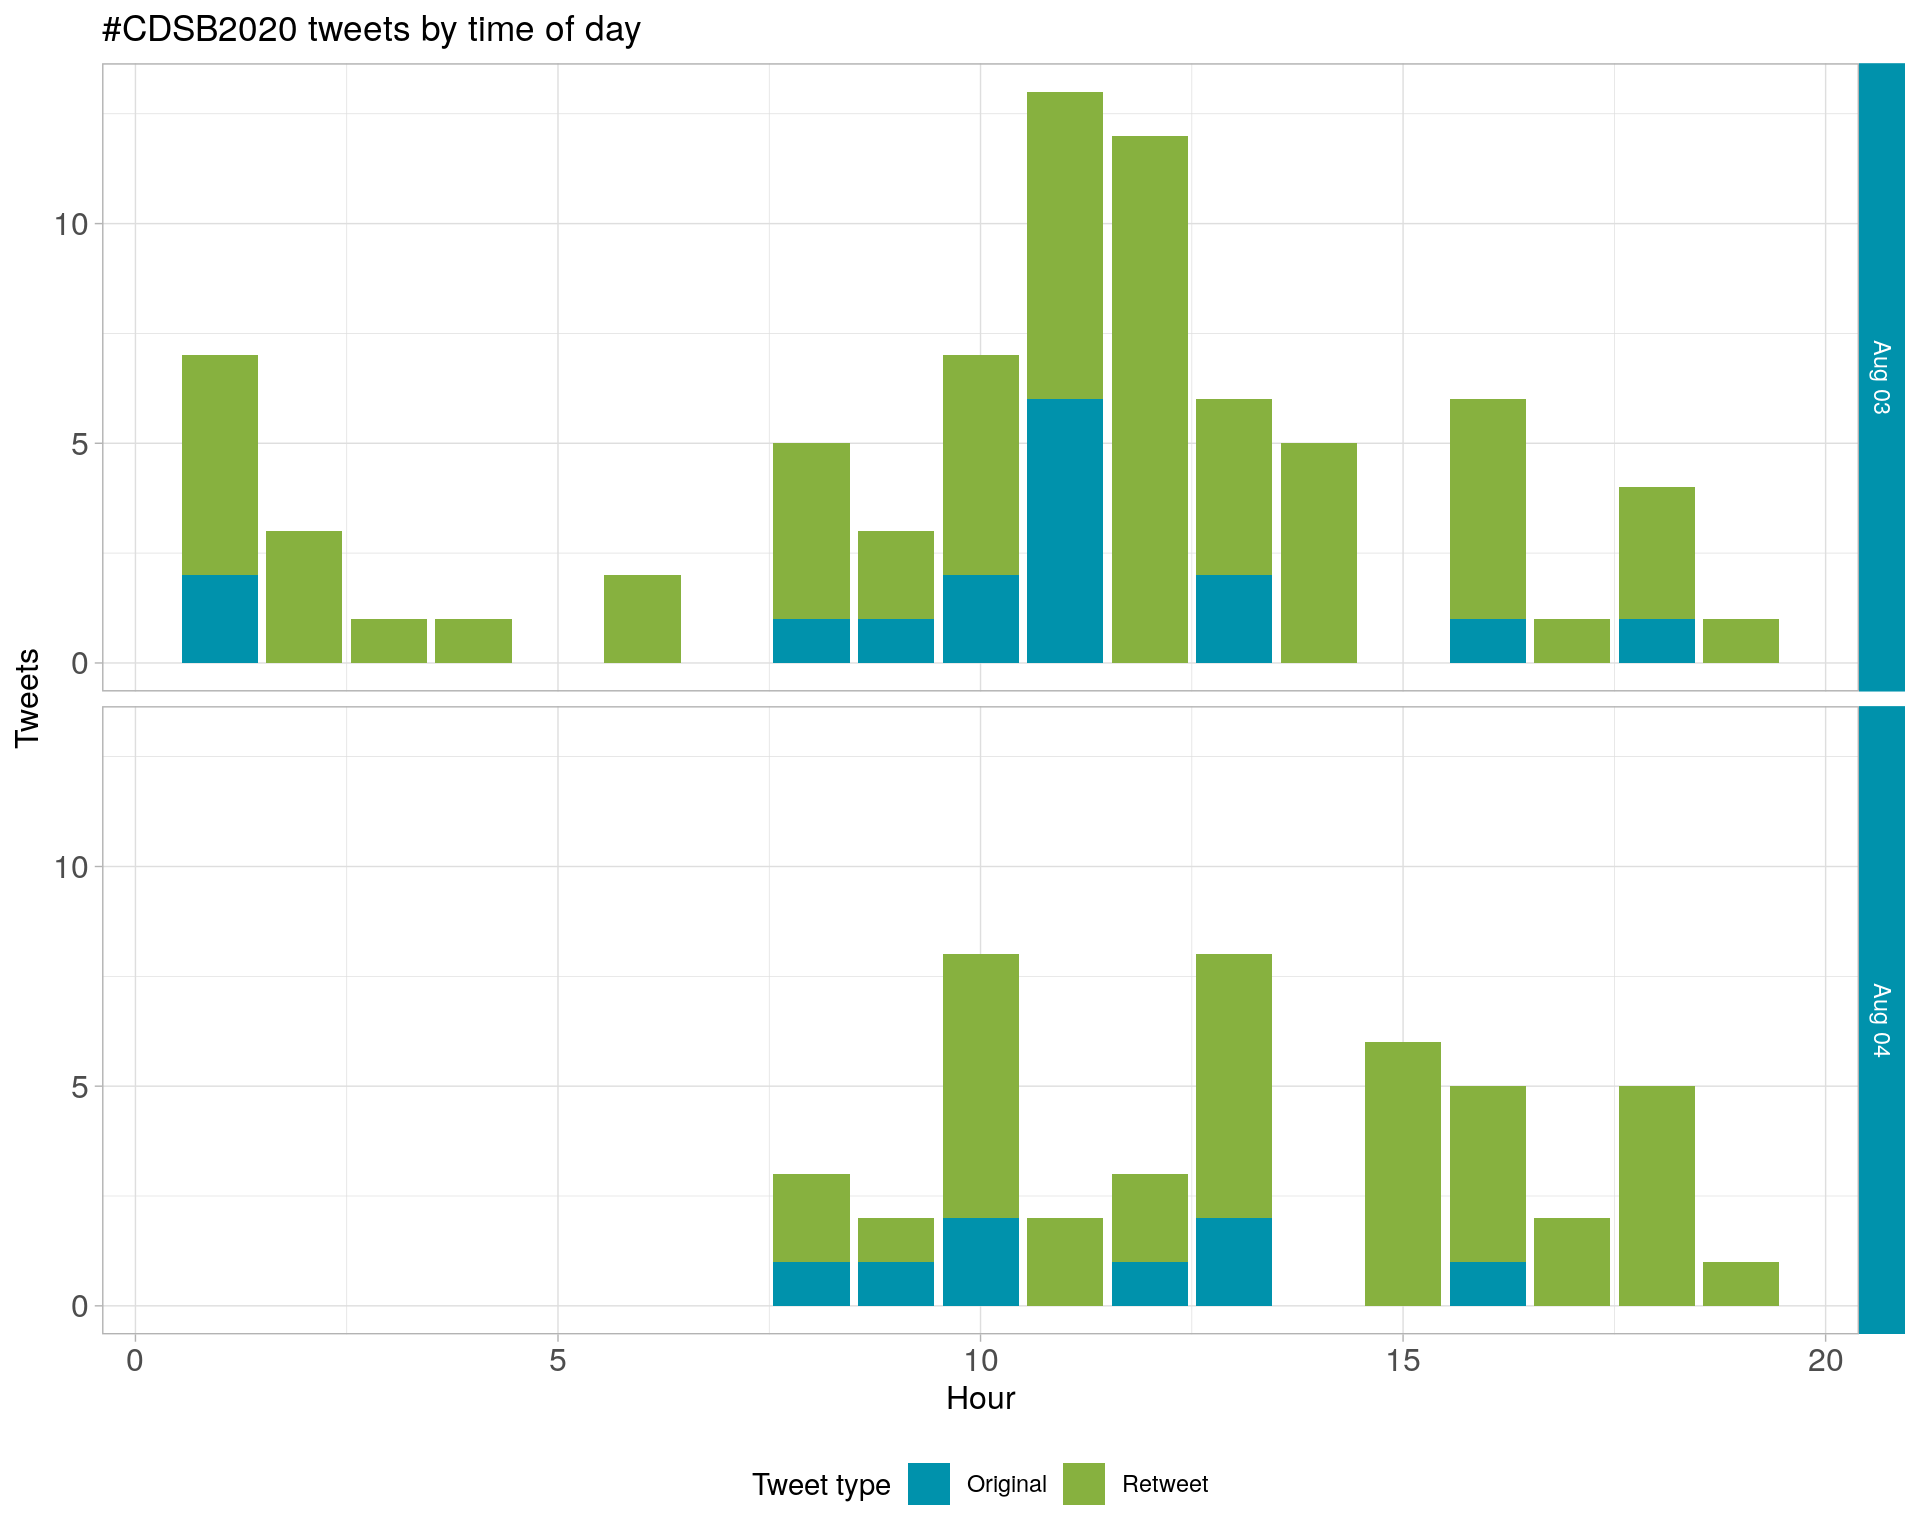 #CDSB2020 tweets by time of day
Tweets
10
5
0
Aug 03
10
5
0
Aug 04
0 5 10 15 20
Hour
Tweet type Original Retweet